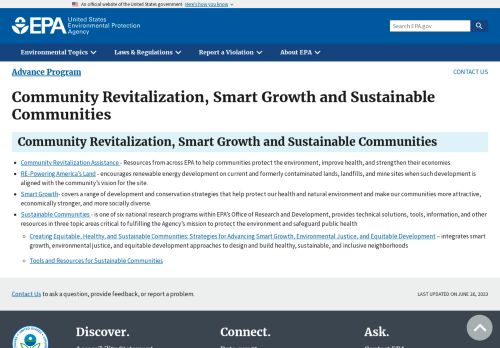 An official website of the United States government Here's how you know
EPA United States
Environmental Protection
Agency
Search EPA.gov
Environmental Topics Laws & Regulations Report a Violation About EPA
Advance Program
CONTACT US
Community Revitalization, Smart Growth and Sustainable
Communities
Community Revitalization, Smart Growth and Sustainable Communities
Community Revitalization Assistance - Resources from across EPA to help communities protect the environment, improve health, and strengthen their economies.
RE-Powering America's Land - encourages renewable energy development on current and formerly contaminated lands, landfills, and mine sites when such development is
aligned with the community's vision for the site.
Smart Growth- covers a range of development and conservation strategies that help protect our health and natural environment and make our communities more attractive,
economically stronger, and more socially diverse.
Sustainable Communities - is one of six national research programs within EPA's Office of Research and Development, provides technical solutions, tools, information, and other
resources in three topic areas critical to fulfilling the Agency's mission to protect the environment and safeguard public health
Creating Equitable, Healthy, and Sustainable Communities: Strategies for Advancing Smart Growth, Environmental Justice, and Equitable Development – integrates smart
growth, environmental justice, and equitable development approaches to design and build healthy, sustainable, and inclusive neighborhoods
Tools and Resources for Sustainable Communities
Contact Us to ask a question, provide feedback, or report a problem.
LAST UPDATED ON JUNE 26, 2023
Discover. Connect. Ask.